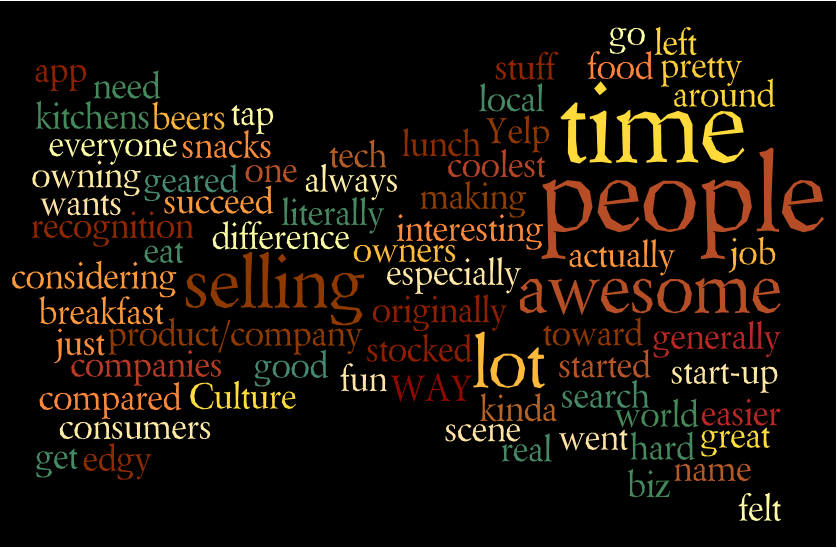 go left
app need stuff food pretty
kitchens beers tap local around
everyone snacks tech lunch Yelp time
owning geared one always coolest
wants succeed literally making people
recognition difference interesting
eat owners actually job
considering selling especially awesome
breakfast originally
just product/company stocked lot toward generally
companies good started start-up
compared Culture fun WAY kinda search
consumers scene world easier
get edgy real went hard great
biz name
felt